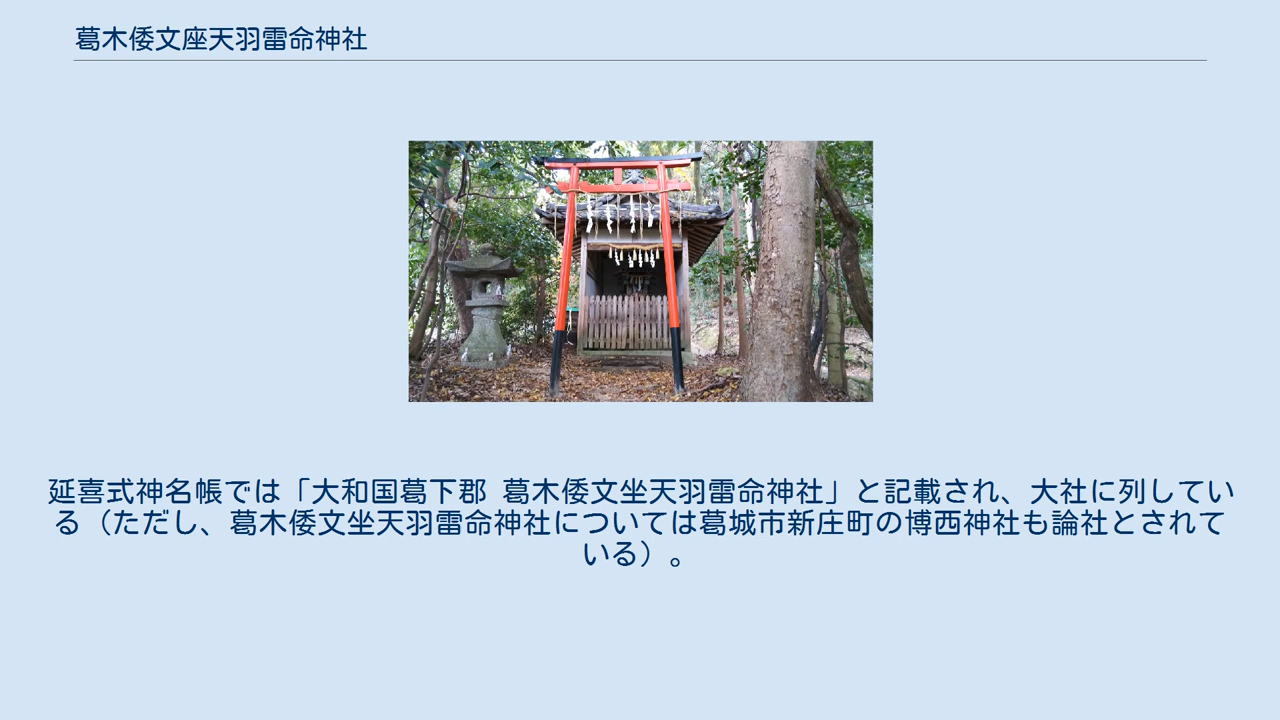 葛木倭文座天羽雷命神社
延喜式神名帳では「大和国葛下郡 葛木倭文坐天羽雷命神社」と記載され、大社に列してい
る（ただし、葛木倭文坐天羽雷命神社については葛城市新庄町の博西神社も論社とされて
いる）。